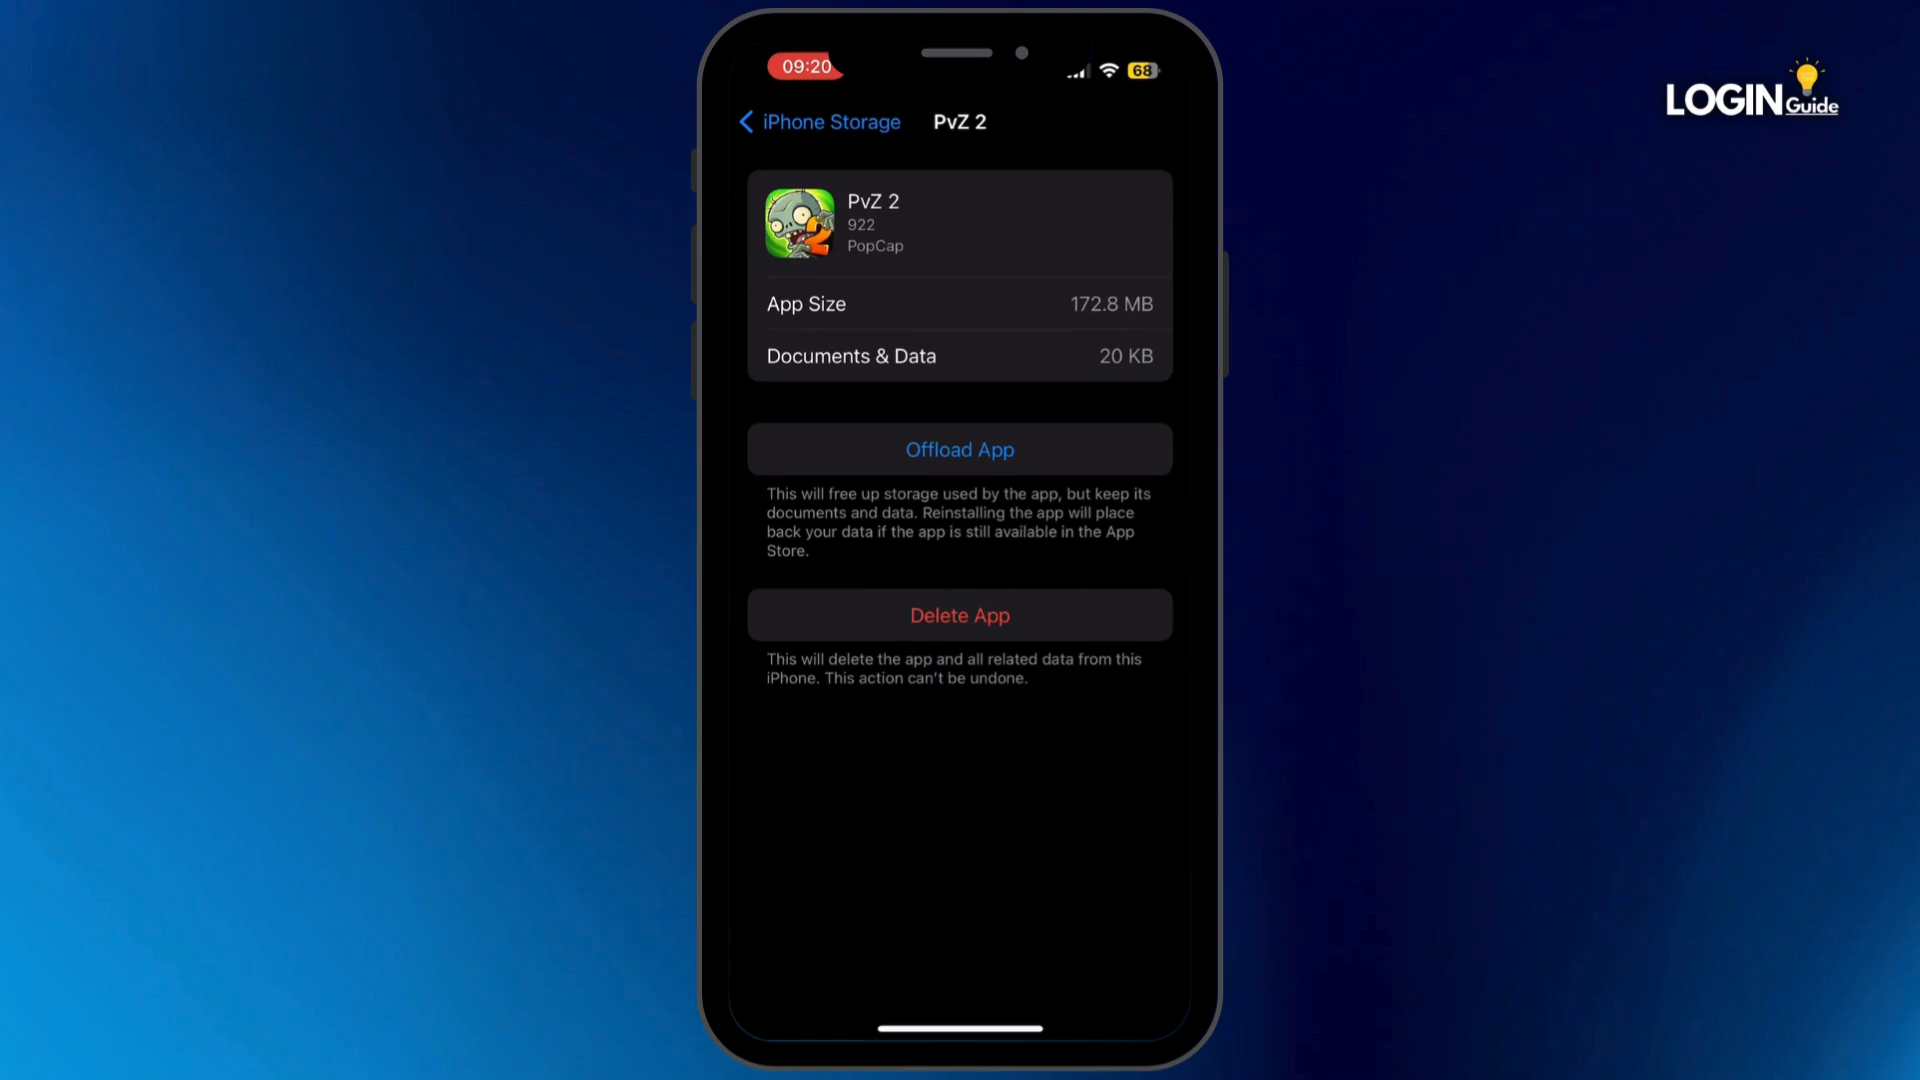 09:20
68
LOGIN Guide
iPhone Storage
PvZ 2
2
PvZ 2
922
PopCap
App Size
172.8 MB
Documents & Data
20 KB
Offload App
This will free up storage used by the app, but keep its
documents and data. Reinstalling the app will place
back your data if the app is still available in the App
Store.
Delete App
This will delete the app and all related data from this
iPhone. This action can't be undone.